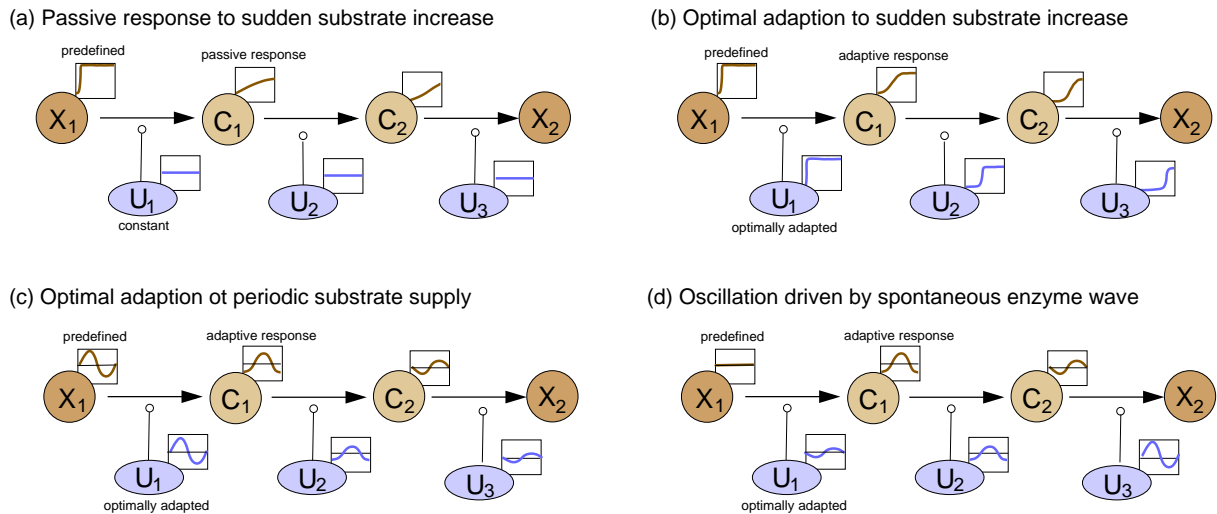 (a) Passive response to sudden substrate increase
predefined
passive response
X1
C1
C2
X2
U1
U2
U3
constant
(b) Optimal adaption to sudden substrate increase
predefined
adaptive response
X1
C1
C2
X2
U1
U2
U3
optimally adapted
(c) Optimal adaption ot periodic substrate supply
predefined
adaptive response
X1
C1
C2
X2
U1
U2
U3
optimally adapted
(d) Oscillation driven by spontaneous enzyme wave
predefined
adaptive response
X1
C1
C2
X2
U1
U2
U3
optimally adapted